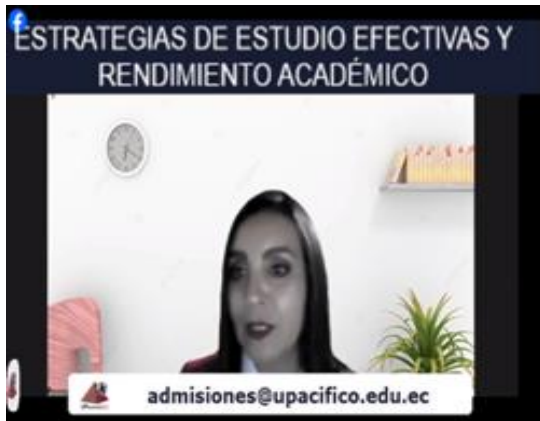 ESTRATEGIAS DE ESTUDIO EFECTIVAS Y
RENDIMIENTO ACADÉMICO
admisiones@upacifico.edu.ec